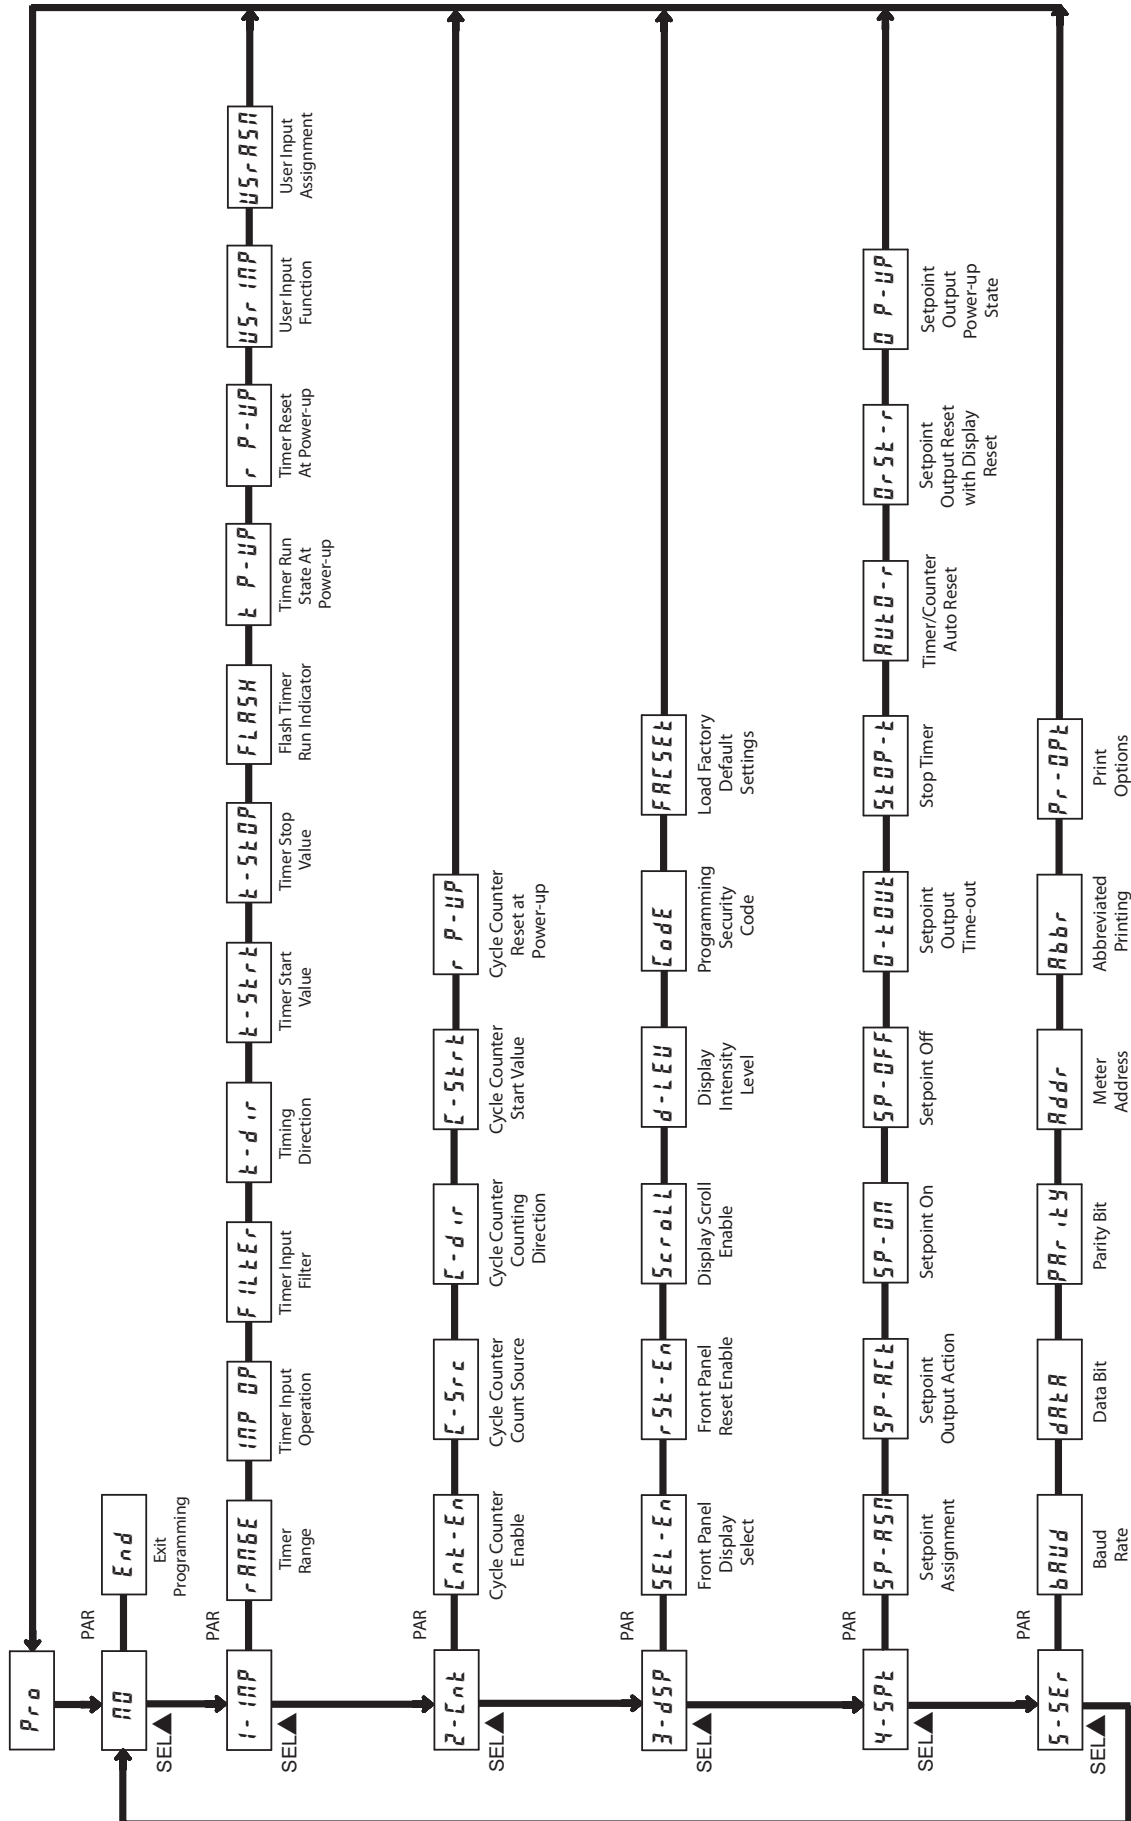 Pro
NO
PAR
End
Exit
Programming
SEL▲
1-INP
PAR
rANGE
Timer
Range
INP OP
Timer Input
Operation
FILtEr
Timer Input
Filter
t-dir
Timing
Direction
t-Strt
Timer Start
Value
t-StOP
Timer Stop
Value
FLASH
Flash Timer
Run Indicator
t P-UP
Timer Run
State At
Power-up
r P-UP
Timer Reset
At Power-up
USrINP
User Input
Function
USrASN
User Input
Assignment
SEL▲
2-Cnt
PAR
Cnt-En
Cycle Counter
Enable
C-Src
Cycle Counter
Count Source
C-dir
Cycle Counter
Counting
Direction
C-Strt
Cycle Counter
Start Value
r P-UP
Cycle Counter
Reset at
Power-up
SEL▲
3-dSP
PAR
SEL-En
Front Panel
Display
Select
rSt-En
Front Panel
Reset Enable
ScroLL
Display Scroll
Enable
d-LEU
Display
Intensity
Level
CodE
Programming
Security
Code
FACSEt
Load Factory
Default
Settings
SEL▲
4-SPt
PAR
SP-ASN
Setpoint
Assignment
SP-ACt
Setpoint
Output Action
SP-ON
Setpoint On
SP-OFF
Setpoint Off
O-tOUt
Setpoint
Output
Time-out
StOP-t
Stop Timer
AUtO-r
Timer/Counter
Auto Reset
OrSt-r
Setpoint
Output Reset
with Display
Reset
O P-UP
Setpoint
Output
Power-up
State
SEL▲
5-SEr
PAR
bAUd
Baud
Rate
dAtA
Data Bit
PAritY
Parity Bit
Addr
Meter
Address
Abbr
Abbreviated
Printing
Pr-OPt
Print
Options
SEL▲